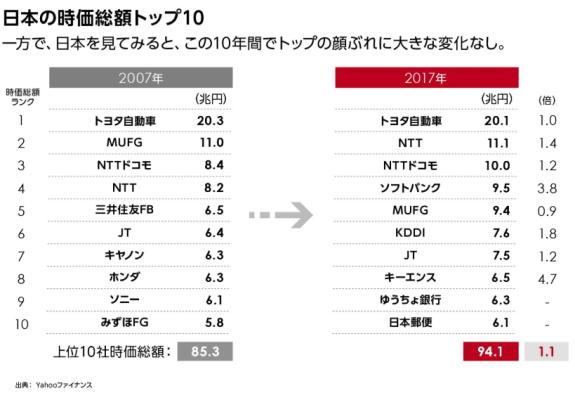 日本の時価総額トップ10
一方で、日本を見てみると、この10年間でトップの顔ぶれに大きな変化なし。
2007年 2017年
時価総額
ランク
(兆円) (兆円) (倍)
1 トヨタ自動車 20.3 トヨタ自動車 20.1 1.0
2 MUFG 11.0 NTT 11.1 1.4
3 NTTドコモ 8.4 NTTドコモ 10.0 1.2
4 NTT 8.2 ソフトバンク 9.5 3.8
5 三井住友FB 6.5 MUFG 9.4 0.9
6 JT 6.4 KDDI 7.6 1.8
7 キヤノン 6.3 JT 7.5 1.2
8 ホンダ 6.3 キーエンス 6.5 4.7
9 ソニー 6.1 ゆうちょ銀行 6.3 -
10 みずほFG 5.8 日本郵便 6.1 -
上位10社時価総額： 85.3 94.1 1.1
出典： Yahooファイナンス